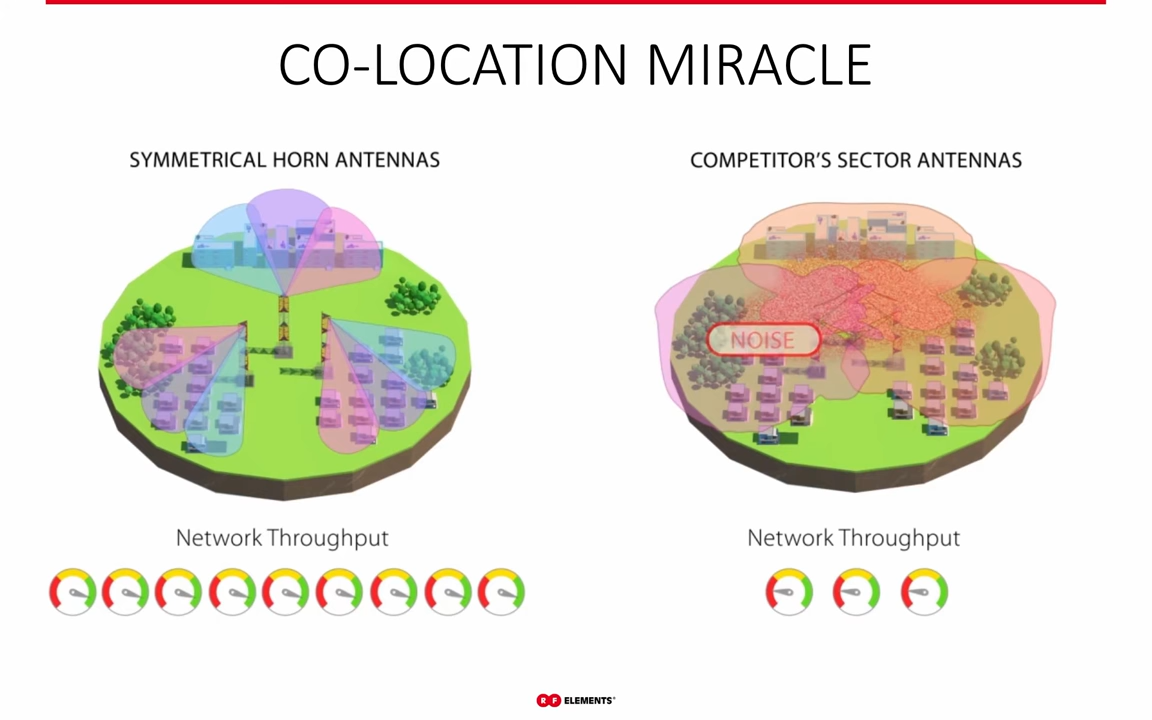 CO-LOCATION MIRACLE
SYMMETRICAL HORN ANTENNAS
COMPETITOR'S SECTOR ANTENNAS
NOISE
Network Throughput
Network Throughput
RF ELEMENTS